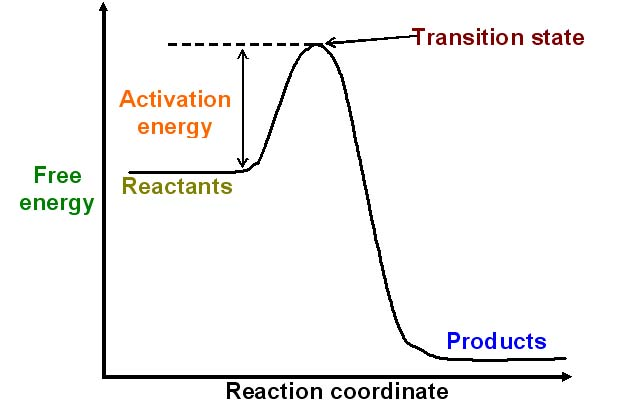 Transition state
Activation
energy
Free
energy
Reactants
Products
Reaction coordinate